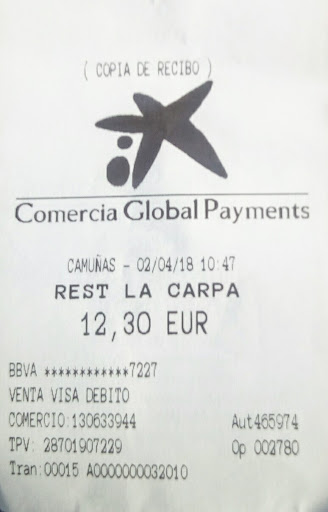 ( COPIA DE RECIBO )
Comercia Global Payments
CAMUÑAS - 02/04/18 10:47
REST LA CARPA
12,30 EUR
BBVA ************7227
VENTA VISA DEBITO
COMERCIO:130633944 Aut465974
TPV: 28701907229 Op 002780
Tran:00015 A0000000032010